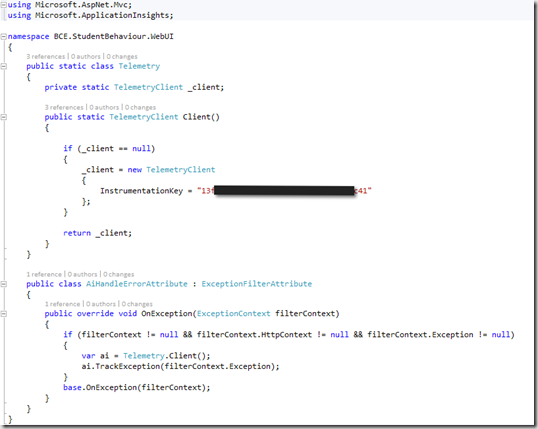 using Microsoft.AspNet.Mvc;
using Microsoft.ApplicationInsights;
namespace BCE.StudentBehaviour.WebUI
{
3 references | 0 authors | 0 changes
public static class Telemetry
{
private static TelemetryClient _client;
3 references | 0 authors | 0 changes
public static TelemetryClient Client()
{
if (_client == null)
{
_client = new TelemetryClient
{
InstrumentationKey = "13f c41"
};
}
return _client;
}
}
1 reference | 0 authors | 0 changes
public class AiHandleErrorAttribute : ExceptionFilterAttribute
{
1 reference | 0 authors | 0 changes
public override void OnException(ExceptionContext filterContext)
{
if (filterContext != null && filterContext.HttpContext != null && filterContext.Exception != null)
{
var ai = Telemetry.Client();
ai.TrackException(filterContext.Exception);
}
base.OnException(filterContext);
}
}
}